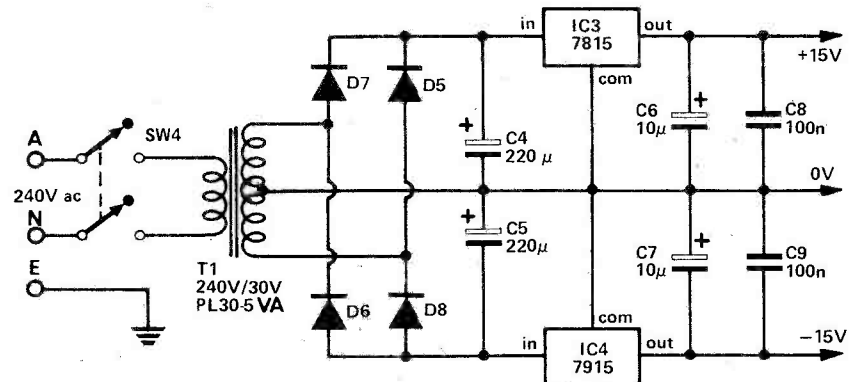 in
IC3
7815
out
+15V
com
D7
D5
SW4
A
+
C4
220 µ
C6
10µ
+
C8
100n
240V ac
0V
N
+
C5
220µ
C7
10µ
+
C9
100n
E
T1
240V/30V
PL30-5 VA
D6
D8
com
in
IC4
7915
out
−15V